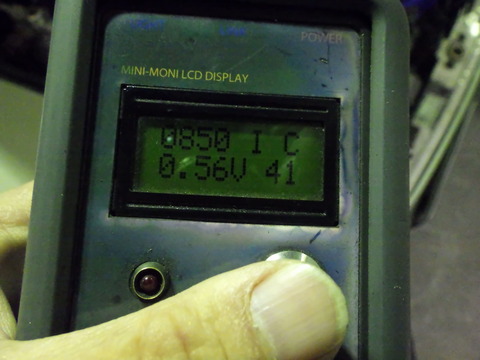 POWER
MINI-MONI LCD DISPLAY
0850 I C
0.56V 41